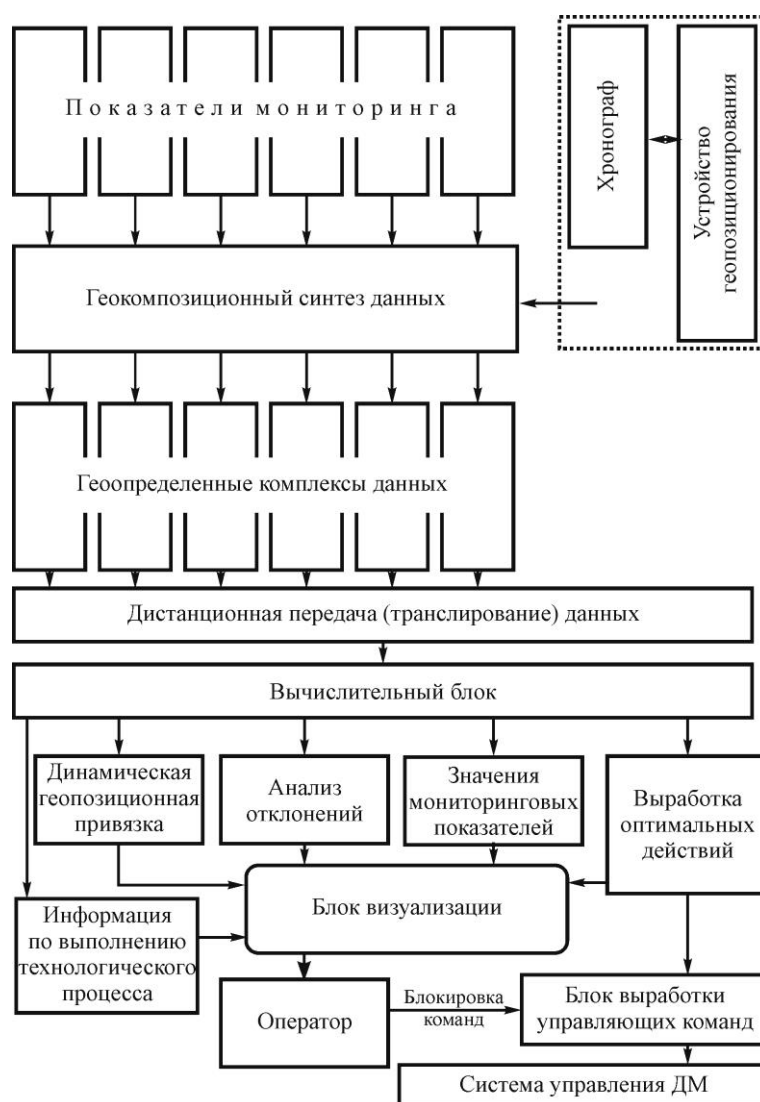 Показатели мониторинга
Хронограф
Устройство
геопозиционирования
Геокомпозиционный синтез данных
Геоопределенные комплексы данных
Дистанционная передача (транслирование) данных
Вычислительный блок
Динамическая
геопозиционная
привязка
Анализ
отклонений
Значения
мониторинговых
показателей
Выработка
оптимальных
действий
Блок визуализации
Информация
по выполнению
технологического
процесса
Оператор
Блокировка
команд
Блок выработки
управляющих команд
Система управления ДМ